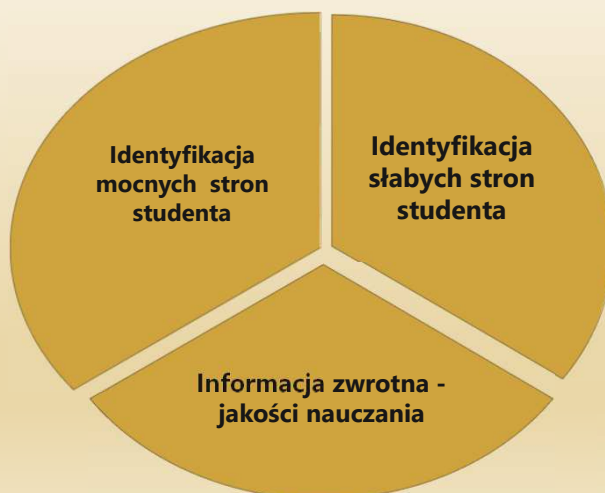 Identyfikacja
mocnych stron
studenta
Identyfikacja
słabych stron
studenta
Informacja zwrotna -
jakości nauczania